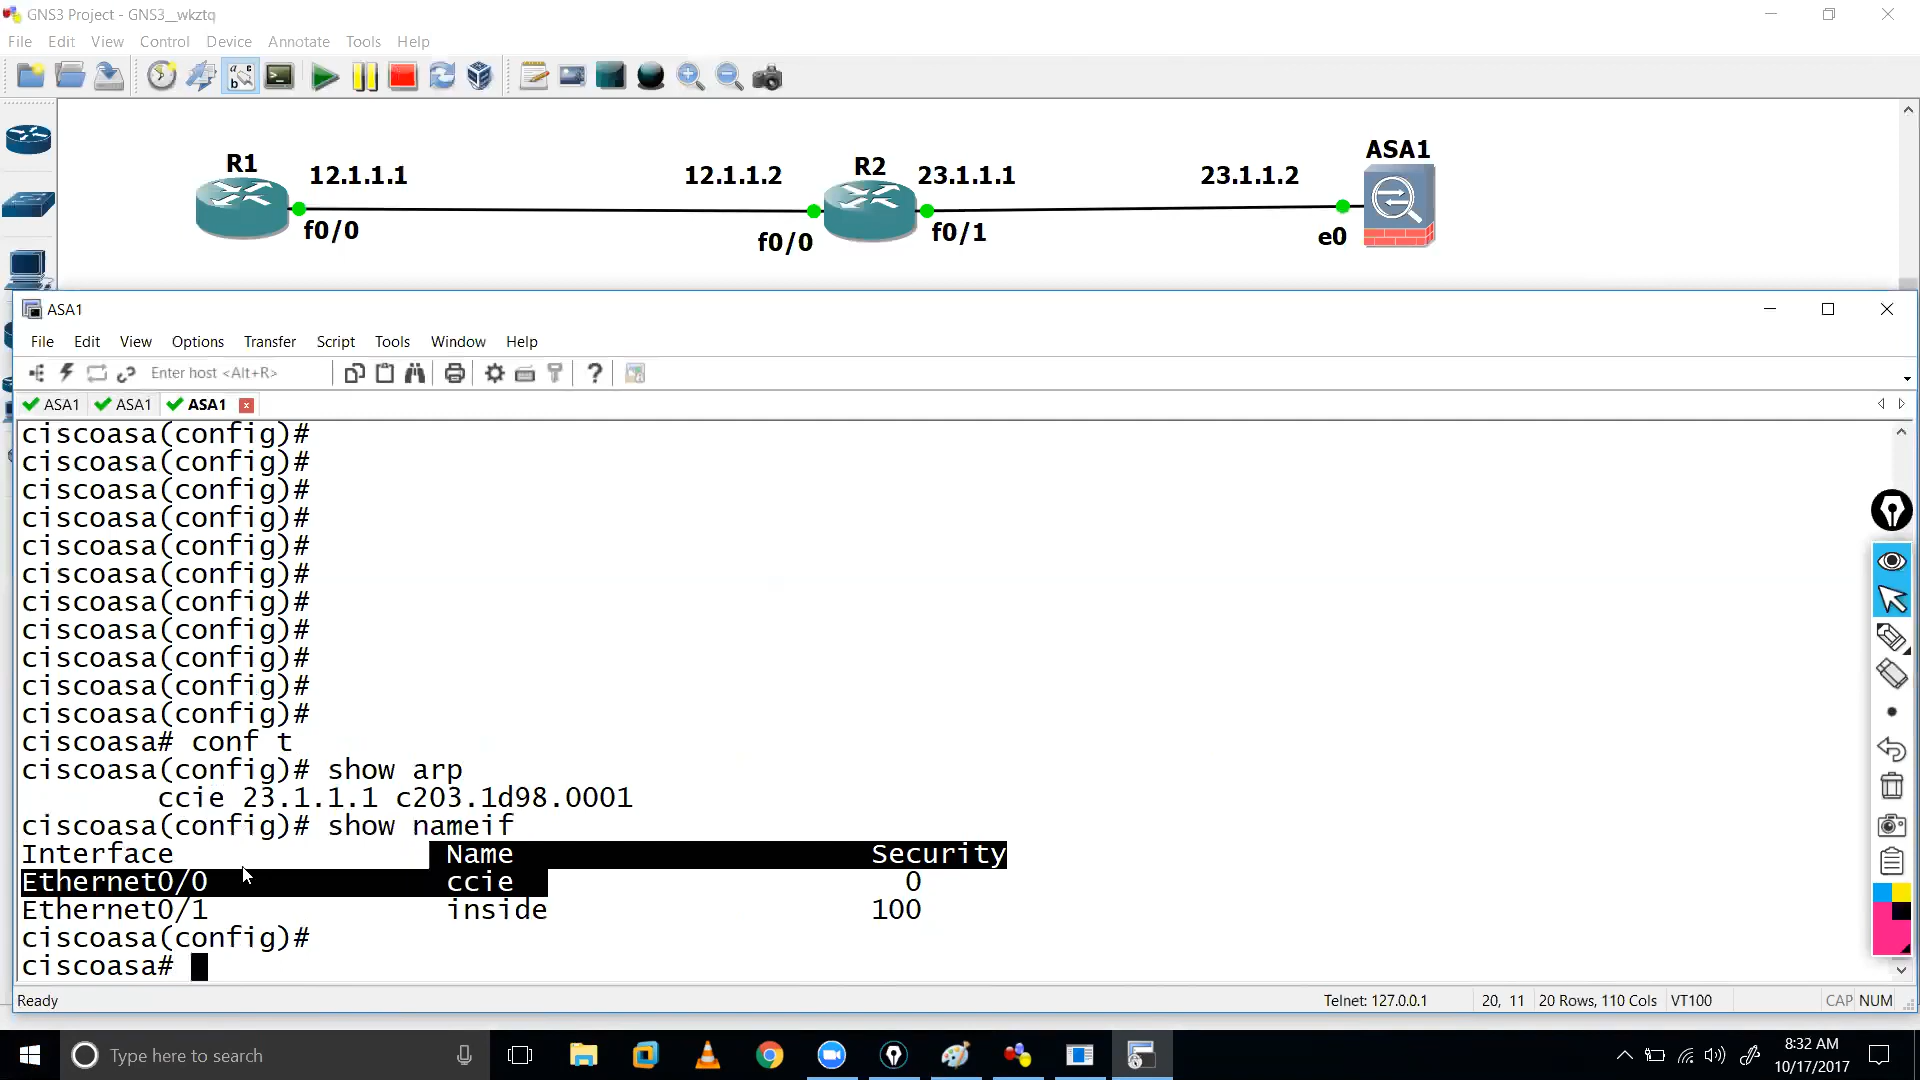 GNS3 Project - GNS3__wkztq
File Edit View Control Device Annotate Tools Help
R1 12.1.1.1 12.1.1.2 R2 23.1.1.1 23.1.1.2 ASA1
f0/0 f0/0 f0/1 e0
ASA1
File Edit View Options Transfer Script Tools Window Help
Enter host <Alt+R>
ASA1 ASA1 ASA1
ciscoasa(config)#
ciscoasa(config)#
ciscoasa(config)#
ciscoasa(config)#
ciscoasa(config)#
ciscoasa(config)#
ciscoasa(config)#
ciscoasa(config)#
ciscoasa(config)#
ciscoasa(config)#
ciscoasa(config)#
ciscoasa# conf t
ciscoasa(config)# show arp
ccie 23.1.1.1 c203.1d98.0001
ciscoasa(config)# show nameif
Interface Name Security
Ethernet0/0 ccie 0
Ethernet0/1 inside 100
ciscoasa(config)#
ciscoasa#
Ready Telnet: 127.0.0.1 20, 11 20 Rows, 110 Cols VT100 CAP NUM
Type here to search 8:32 AM
10/17/2017